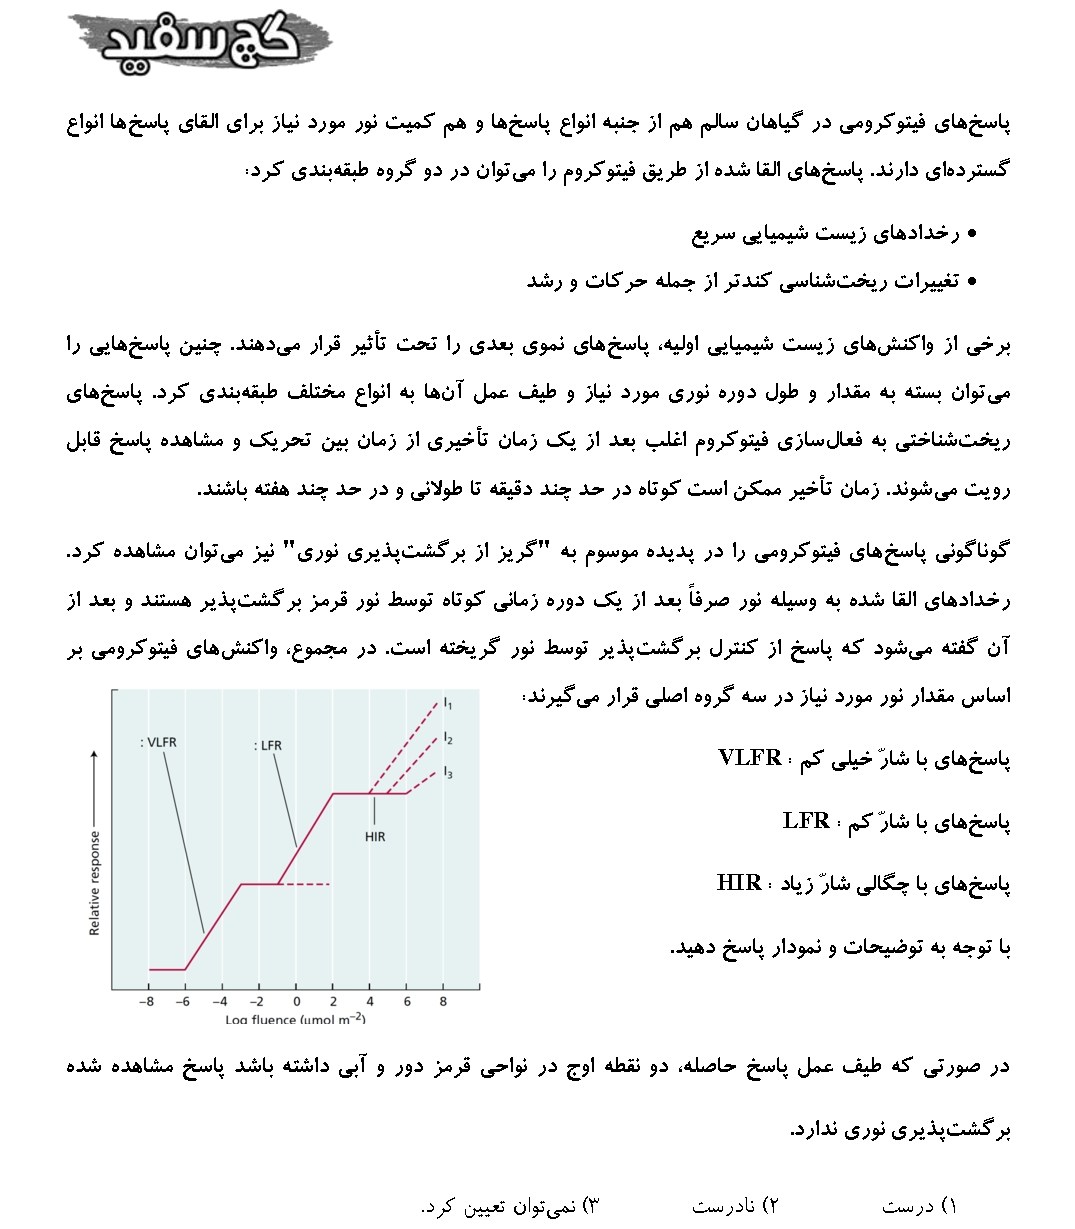 گچ سفید
پاسخ‌های فیتوکرومی در گیاهان سالم هم از جنبه انواع پاسخ‌ها و هم کمیت نور مورد نیاز برای القای پاسخ‌ها انواع
گسترده‌ای دارند. پاسخ‌های القا شده از طریق فیتوکروم را می‌توان در دو گروه طبقه‌بندی کرد:
• رخدادهای زیست شیمیایی سریع
• تغییرات ریخت‌شناسی کندتر از جمله حرکات و رشد
برخی از واکنش‌های زیست شیمیایی اولیه، پاسخ‌های نموی بعدی را تحت تأثیر قرار می‌دهند. چنین پاسخ‌هایی را
می‌توان بسته به مقدار و طول دوره نوری مورد نیاز و طیف عمل آن‌ها به انواع مختلف طبقه‌بندی کرد. پاسخ‌های
ریخت‌شناختی به فعال‌سازی فیتوکروم اغلب بعد از یک زمان تأخیری از زمان بین تحریک و مشاهده پاسخ قابل
رویت می‌شوند. زمان تأخیر ممکن است کوتاه در حد چند دقیقه تا طولانی و در حد چند هفته باشند.
گوناگونی پاسخ‌های فیتوکرومی را در پدیده موسوم به "گریز از برگشت‌پذیری نوری" نیز می‌توان مشاهده کرد.
رخدادهای القا شده به وسیله نور صرفاً بعد از یک دوره زمانی کوتاه توسط نور قرمز برگشت‌پذیر هستند و بعد از
آن گفته می‌شود که پاسخ از کنترل برگشت‌پذیر توسط نور گریخته است. در مجموع، واکنش‌های فیتوکرومی بر
اساس مقدار نور مورد نیاز در سه گروه اصلی قرار می‌گیرند:
پاسخ‌های با شارّ خیلی کم : VLFR
پاسخ‌های با شارّ کم : LFR
پاسخ‌های با چگالی شارّ زیاد : HIR
با توجه به توضیحات و نمودار پاسخ دهید.
I1
I2
I3
: VLFR
: LFR
HIR
Relative response
−8 −6 −4 −2 0 2 4 6 8
Log fluence (μmol m−2)
در صورتی که طیف عمل پاسخ حاصله، دو نقطه اوج در نواحی قرمز دور و آبی داشته باشد پاسخ مشاهده شده
برگشت‌پذیری نوری ندارد.
۱) درست ۲) نادرست ۳) نمی‌توان تعیین کرد.